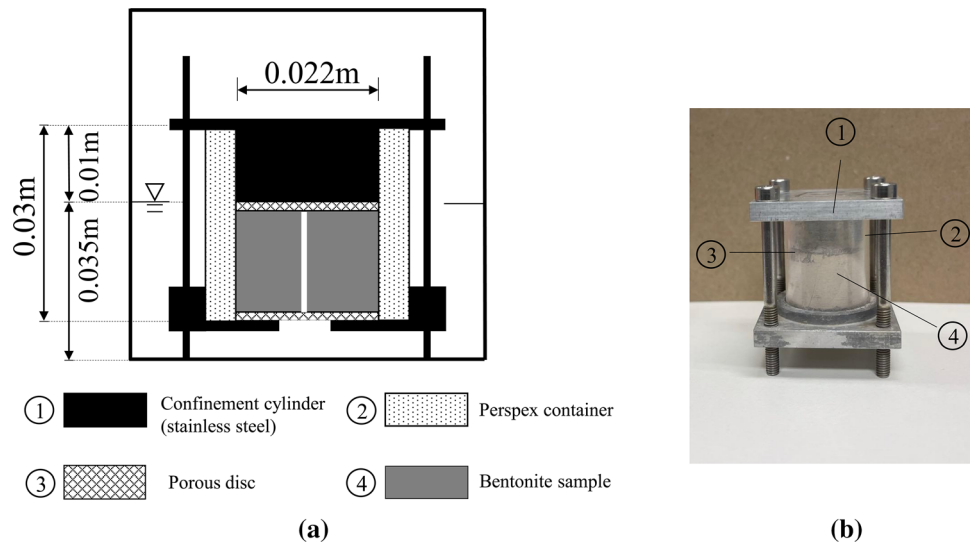 0.022m
0.01m
0.03m
0.035m
1 Confinement cylinder
(stainless steel)
2 Perspex container
3 Porous disc
4 Bentonite sample
(a)
1
2
3
4
(b)